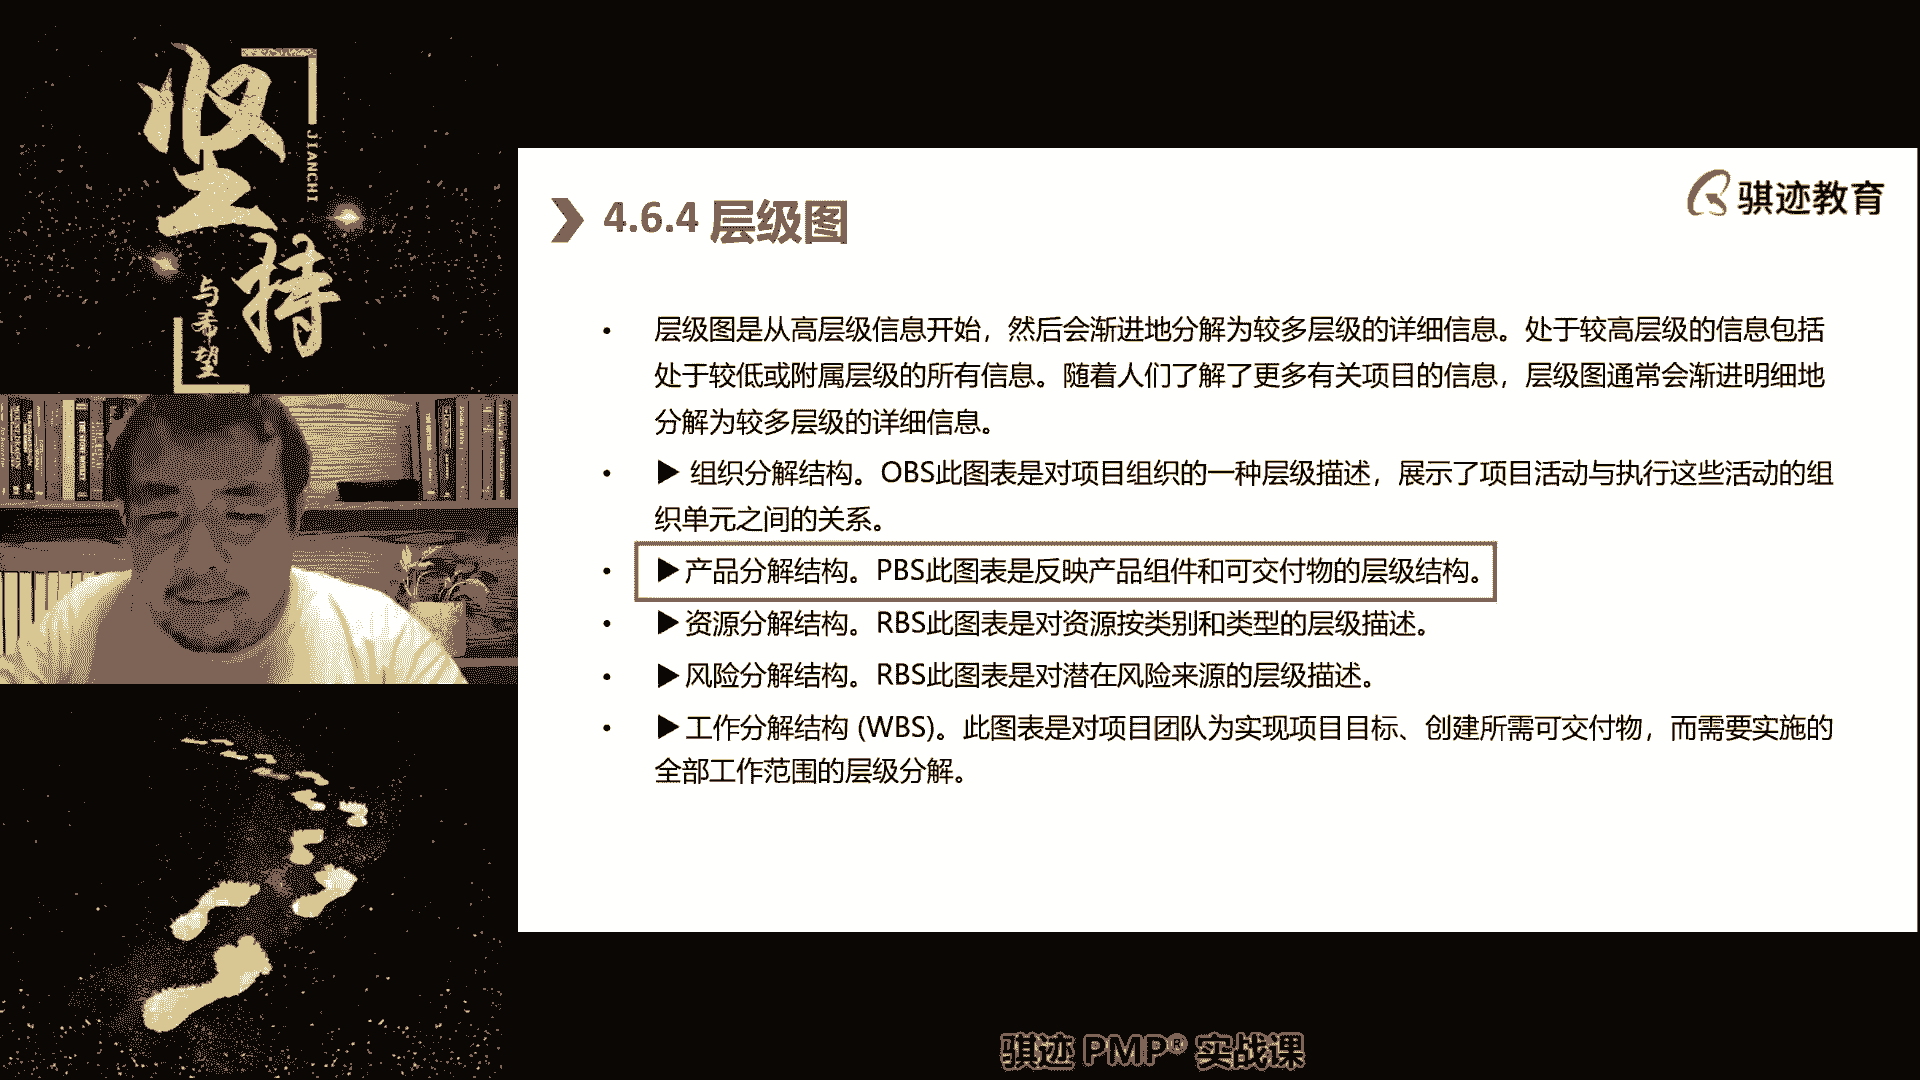 坚
持
JIANCHI
与希望
骐迹教育
4.6.4 层级图
• 层级图是从高层级信息开始，然后会渐进地分解为较多层级的详细信息。处于较高层级的信息包括
处于较低或附属层级的所有信息。随着人们了解了更多有关项目的信息，层级图通常会渐进明细地
分解为较多层级的详细信息。
• ▶ 组织分解结构。OBS此图表是对项目组织的一种层级描述，展示了项目活动与执行这些活动的组
织单元之间的关系。
• ▶产品分解结构。PBS此图表是反映产品组件和可交付物的层级结构。
• ▶资源分解结构。RBS此图表是对资源按类别和类型的层级描述。
• ▶风险分解结构。RBS此图表是对潜在风险来源的层级描述。
• ▶工作分解结构 (WBS)。此图表是对项目团队为实现项目目标、创建所需可交付物，而需要实施的
全部工作范围的层级分解。
骐迹 PMP® 实战课